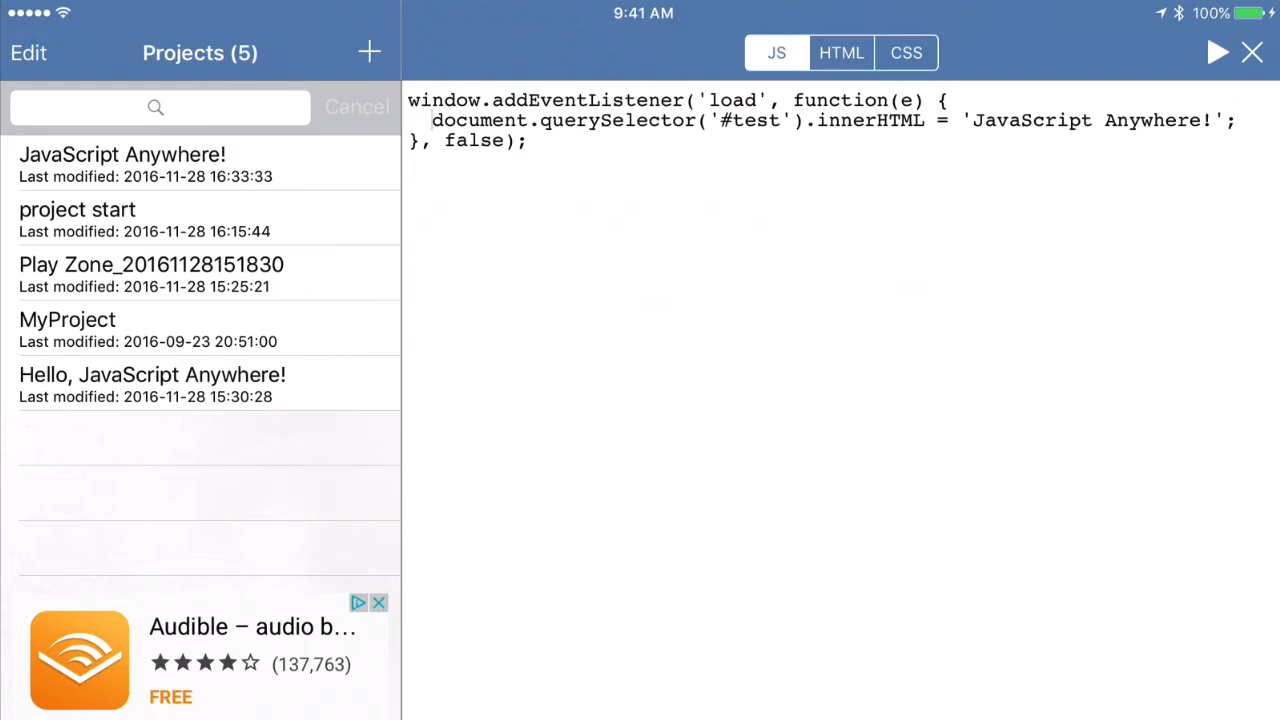 9:41 AM
100%
Edit
Projects (5)
Cancel
JavaScript Anywhere!
Last modified: 2016-11-28 16:33:33
project start
Last modified: 2016-11-28 16:15:44
Play Zone_20161128151830
Last modified: 2016-11-28 15:25:21
MyProject
Last modified: 2016-09-23 20:51:00
Hello, JavaScript Anywhere!
Last modified: 2016-11-28 15:30:28
Audible – audio b...
(137,763)
FREE
JS
HTML
CSS
window.addEventListener('load', function(e) {
  document.querySelector('#test').innerHTML = 'JavaScript Anywhere!';
}, false);